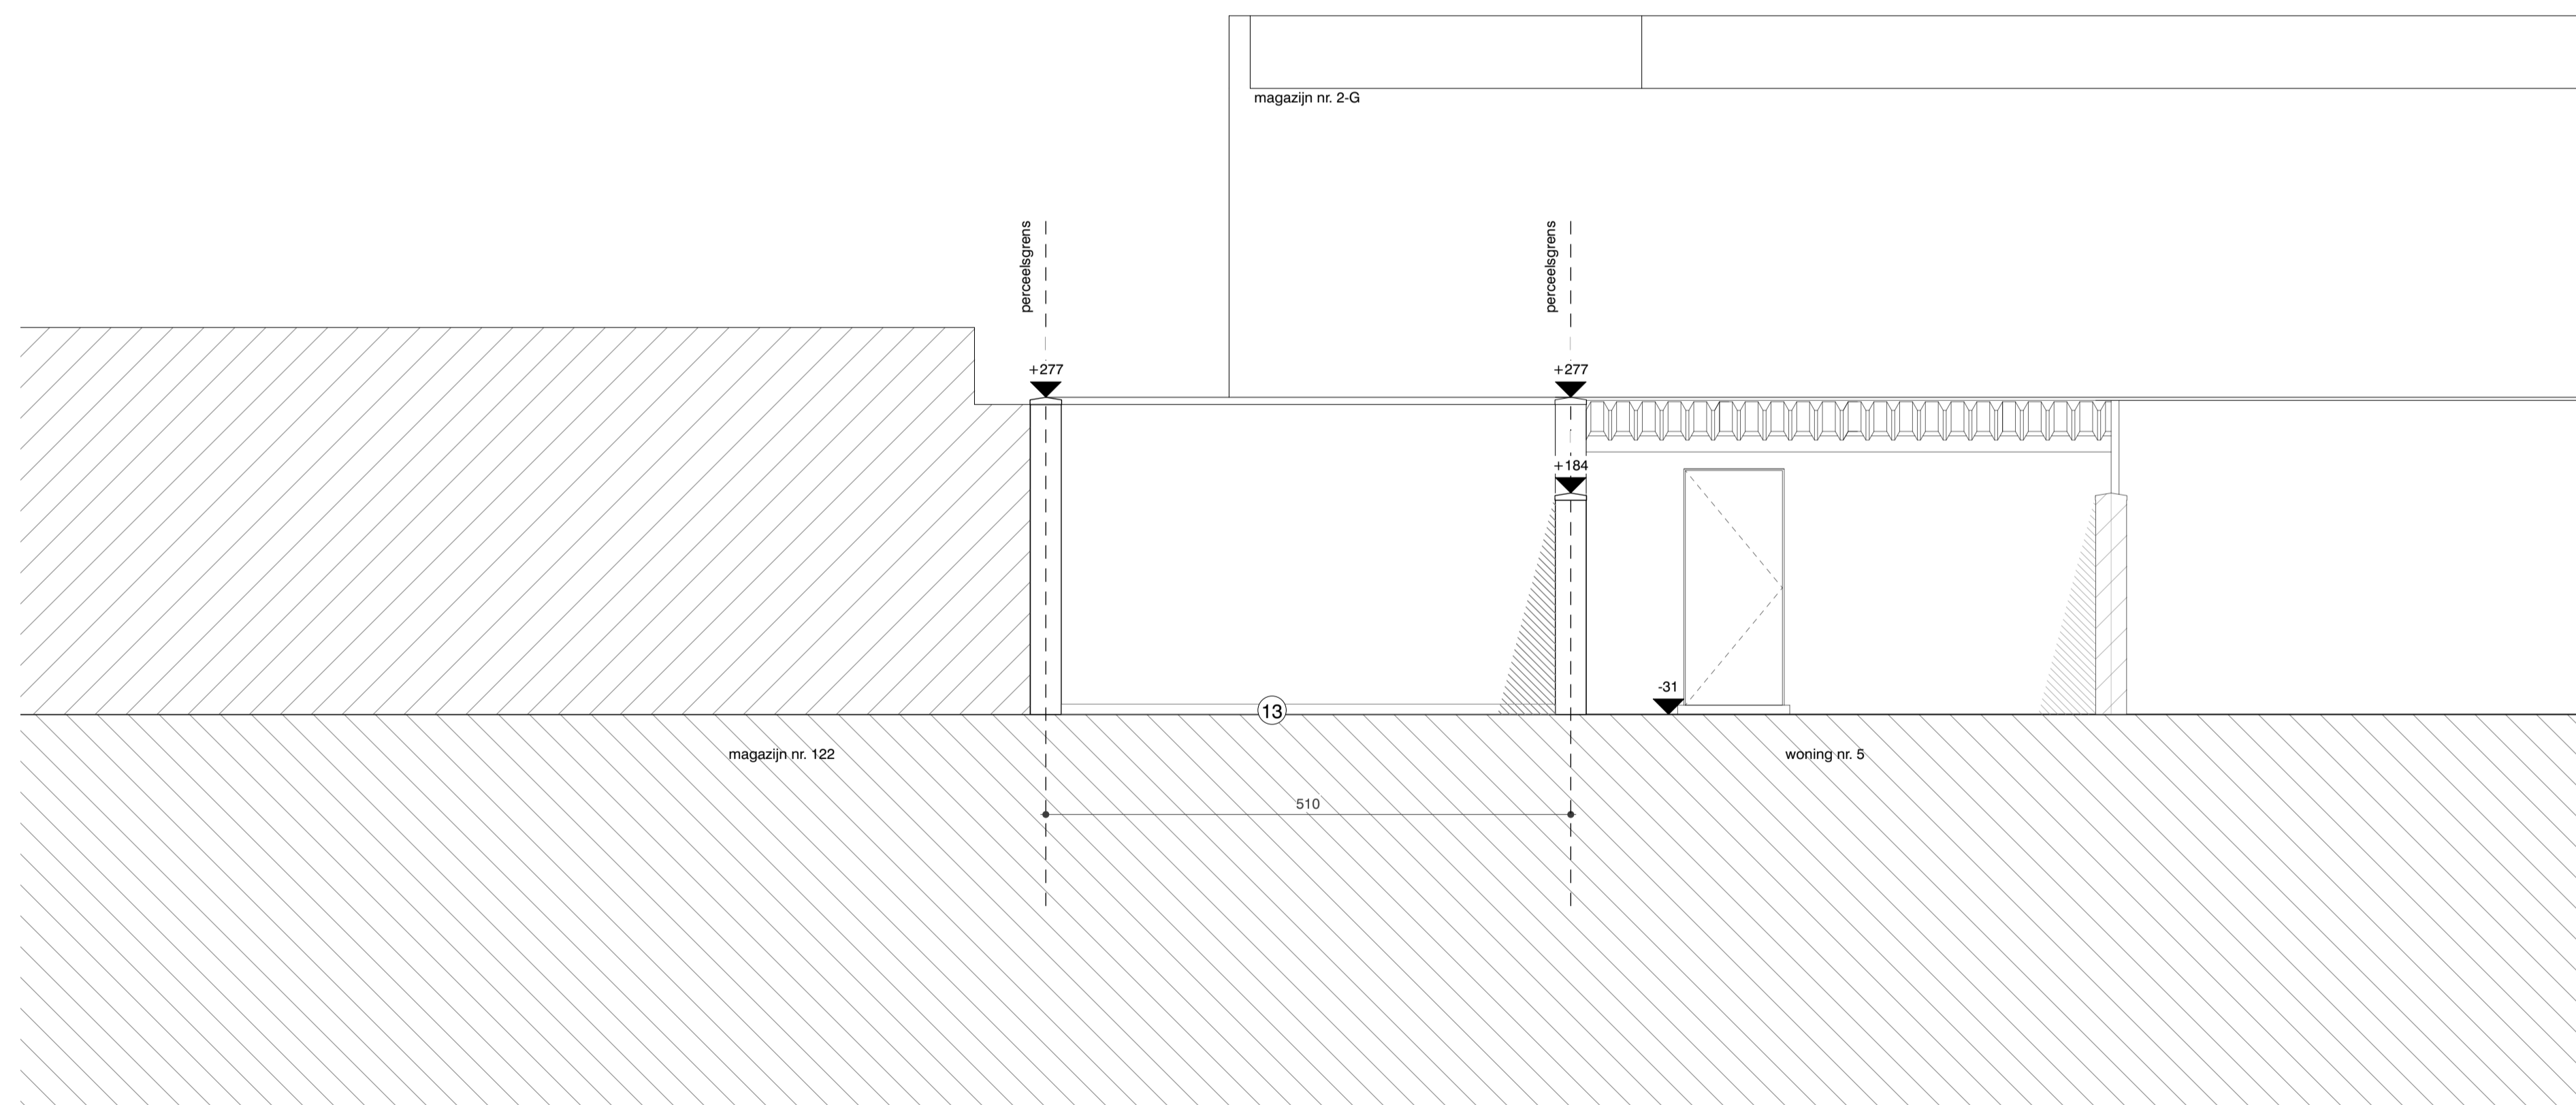 magazijn nr. 2-G
perceelsgrens
perceelsgrens
+277
+277
+184
-31
13
magazijn nr. 122
woning nr. 5
510